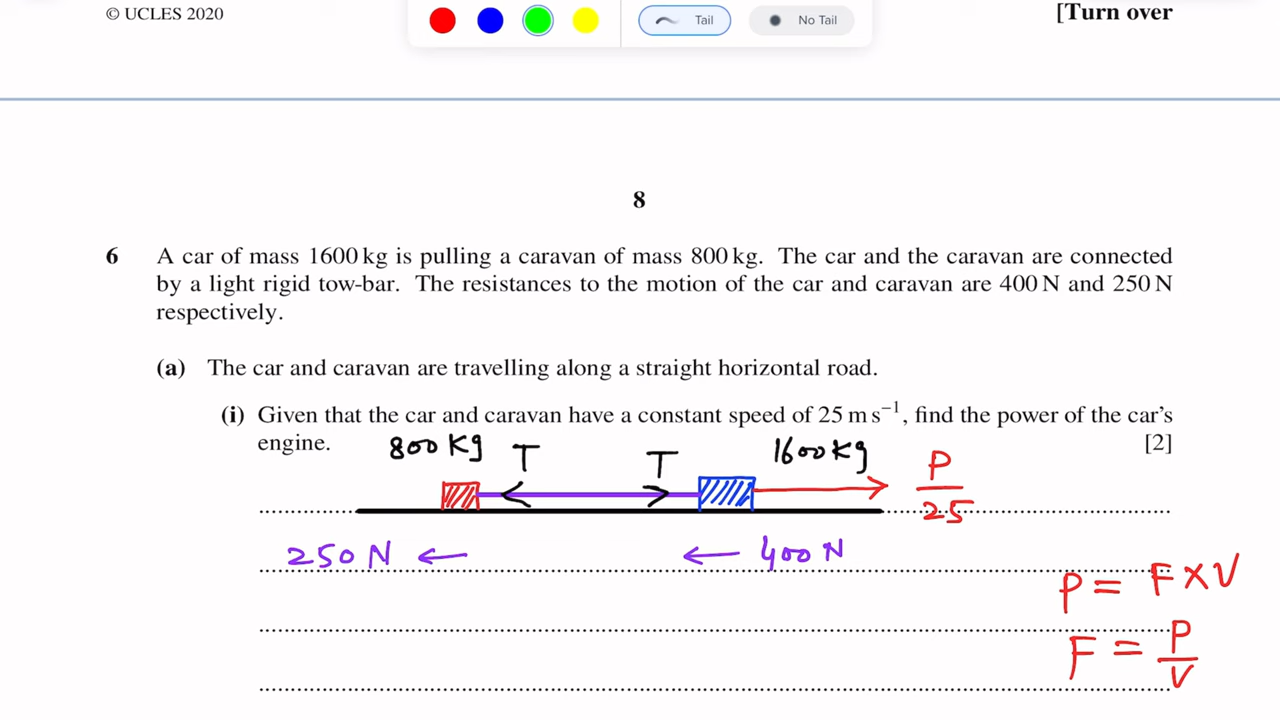 © UCLES 2020
[Turn over
Tail
No Tail
8
6 A car of mass 1600 kg is pulling a caravan of mass 800 kg. The car and the caravan are connected
by a light rigid tow-bar. The resistances to the motion of the car and caravan are 400 N and 250 N
respectively.
(a) The car and caravan are travelling along a straight horizontal road.
(i) Given that the car and caravan have a constant speed of 25 m s⁻¹, find the power of the car's
engine. [2]
800 Kg T T 1600 Kg P
25
250 N ← ← 400 N
P = F × V
F = P
V